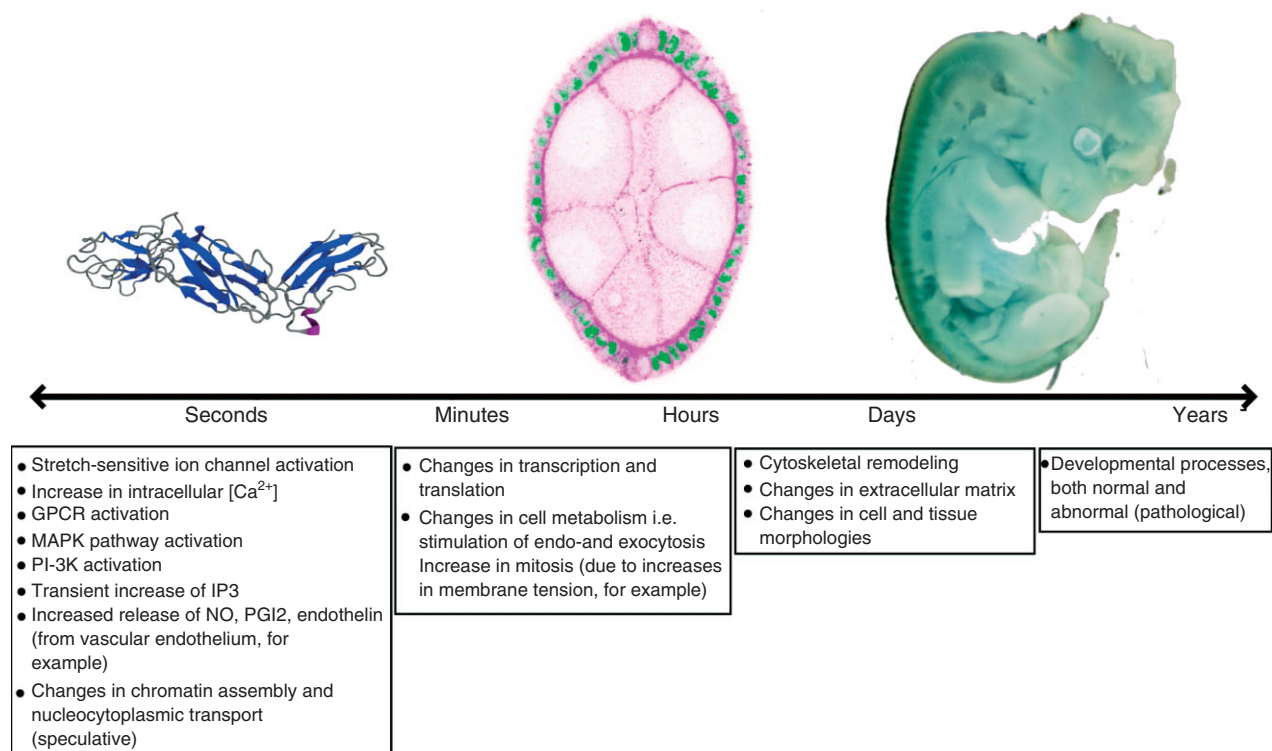 Seconds Minutes Hours Days Years
• Stretch-sensitive ion channel activation
• Increase in intracellular [Ca²⁺]
• GPCR activation
• MAPK pathway activation
• PI-3K activation
• Transient increase of IP3
• Increased release of NO, PGI2, endothelin
(from vascular endothelium, for
example)
• Changes in chromatin assembly and
nucleocytoplasmic transport
(speculative)
• Changes in transcription and
translation
• Changes in cell metabolism i.e.
stimulation of endo-and exocytosis
Increase in mitosis (due to increases
in membrane tension, for example)
• Cytoskeletal remodeling
• Changes in extracellular matrix
• Changes in cell and tissue
morphologies
• Developmental processes,
both normal and
abnormal (pathological)